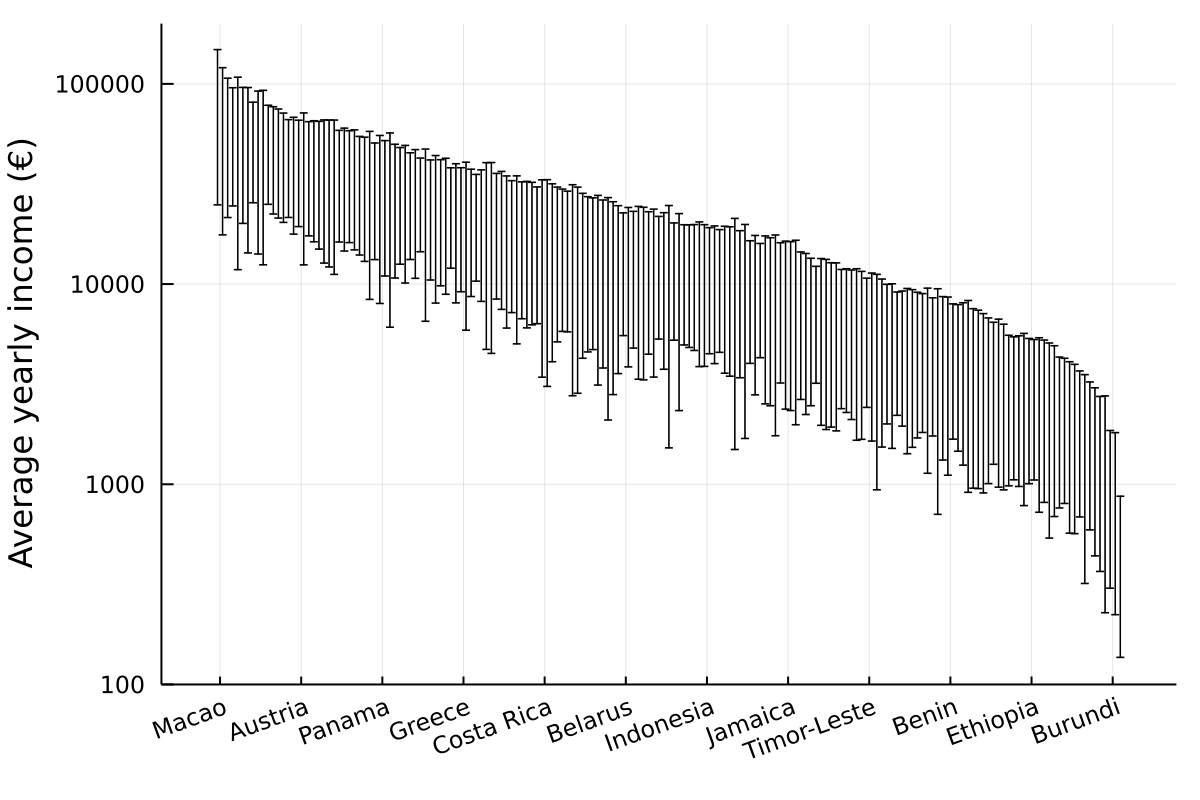 Average yearly income (€)
100000
10000
1000
100
Macao
Austria
Panama
Greece
Costa Rica
Belarus
Indonesia
Jamaica
Timor-Leste
Benin
Ethiopia
Burundi